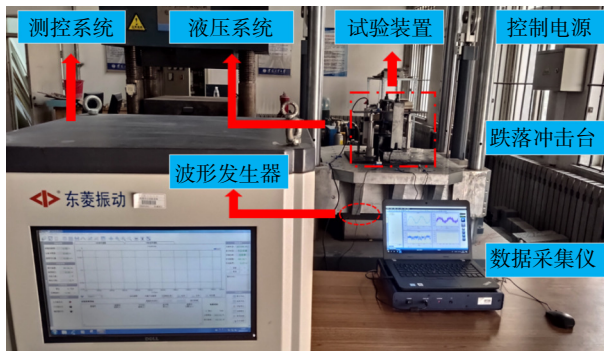 测控系统
液压系统
试验装置
控制电源
跌落冲击台
波形发生器
东菱振动
数据采集仪